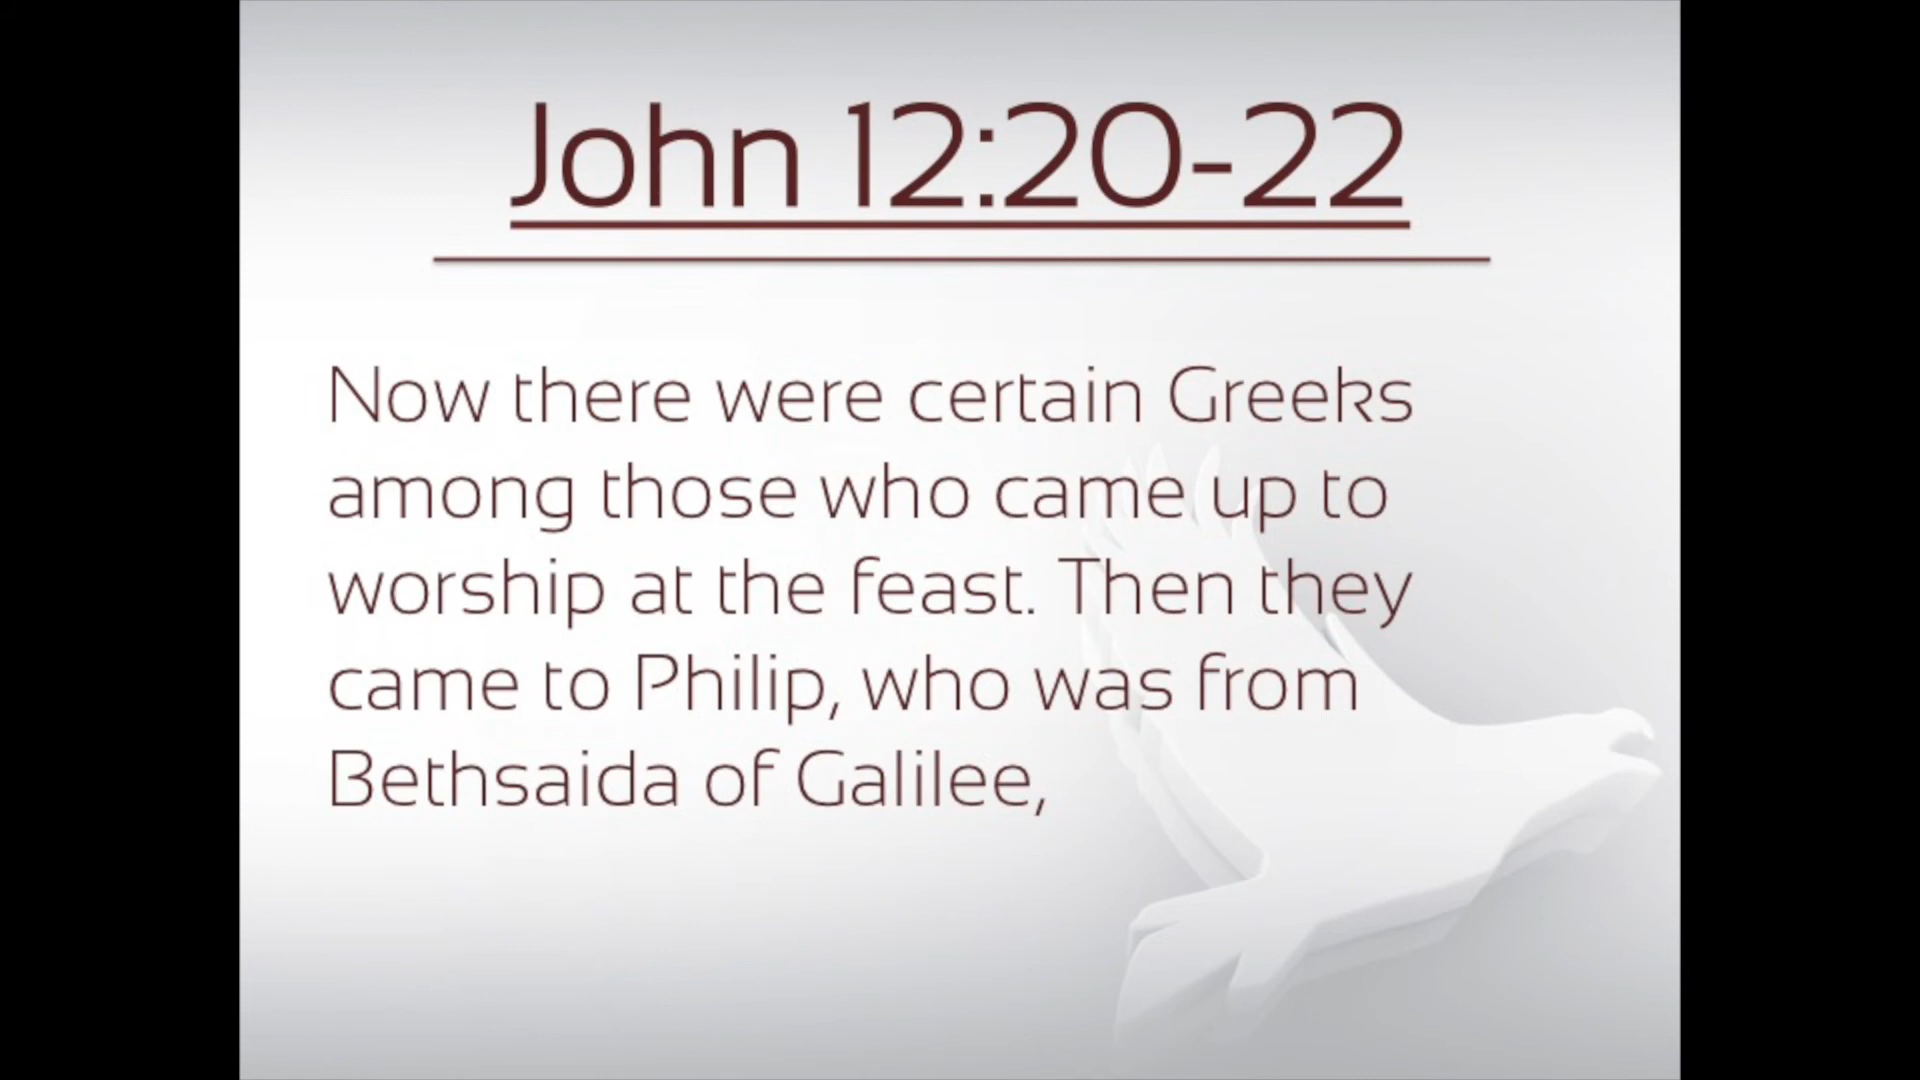 John 12:20-22
Now there were certain Greeks
among those who came up to
worship at the feast. Then they
came to Philip, who was from
Bethsaida of Galilee,